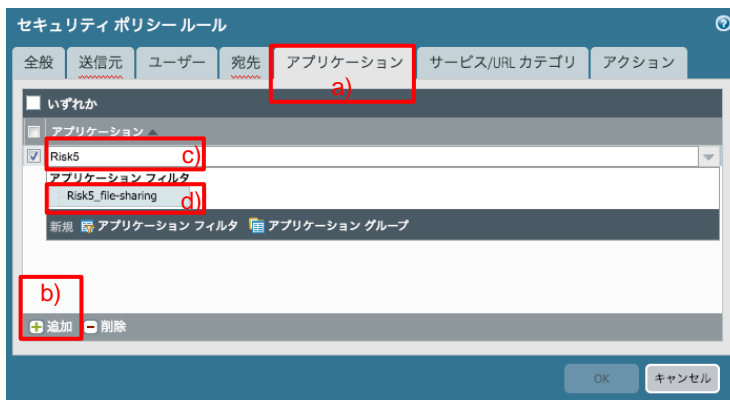 セキュリティ ポリシー ルール
全般 送信元 ユーザー 宛先 アプリケーション サービス/URL カテゴリ アクション
a)
いずれか
アプリケーション
Risk5 c)
アプリケーション フィルタ
Risk5_file-sharing d)
新規 アプリケーション フィルタ アプリケーション グループ
b)
追加 削除
OK キャンセル